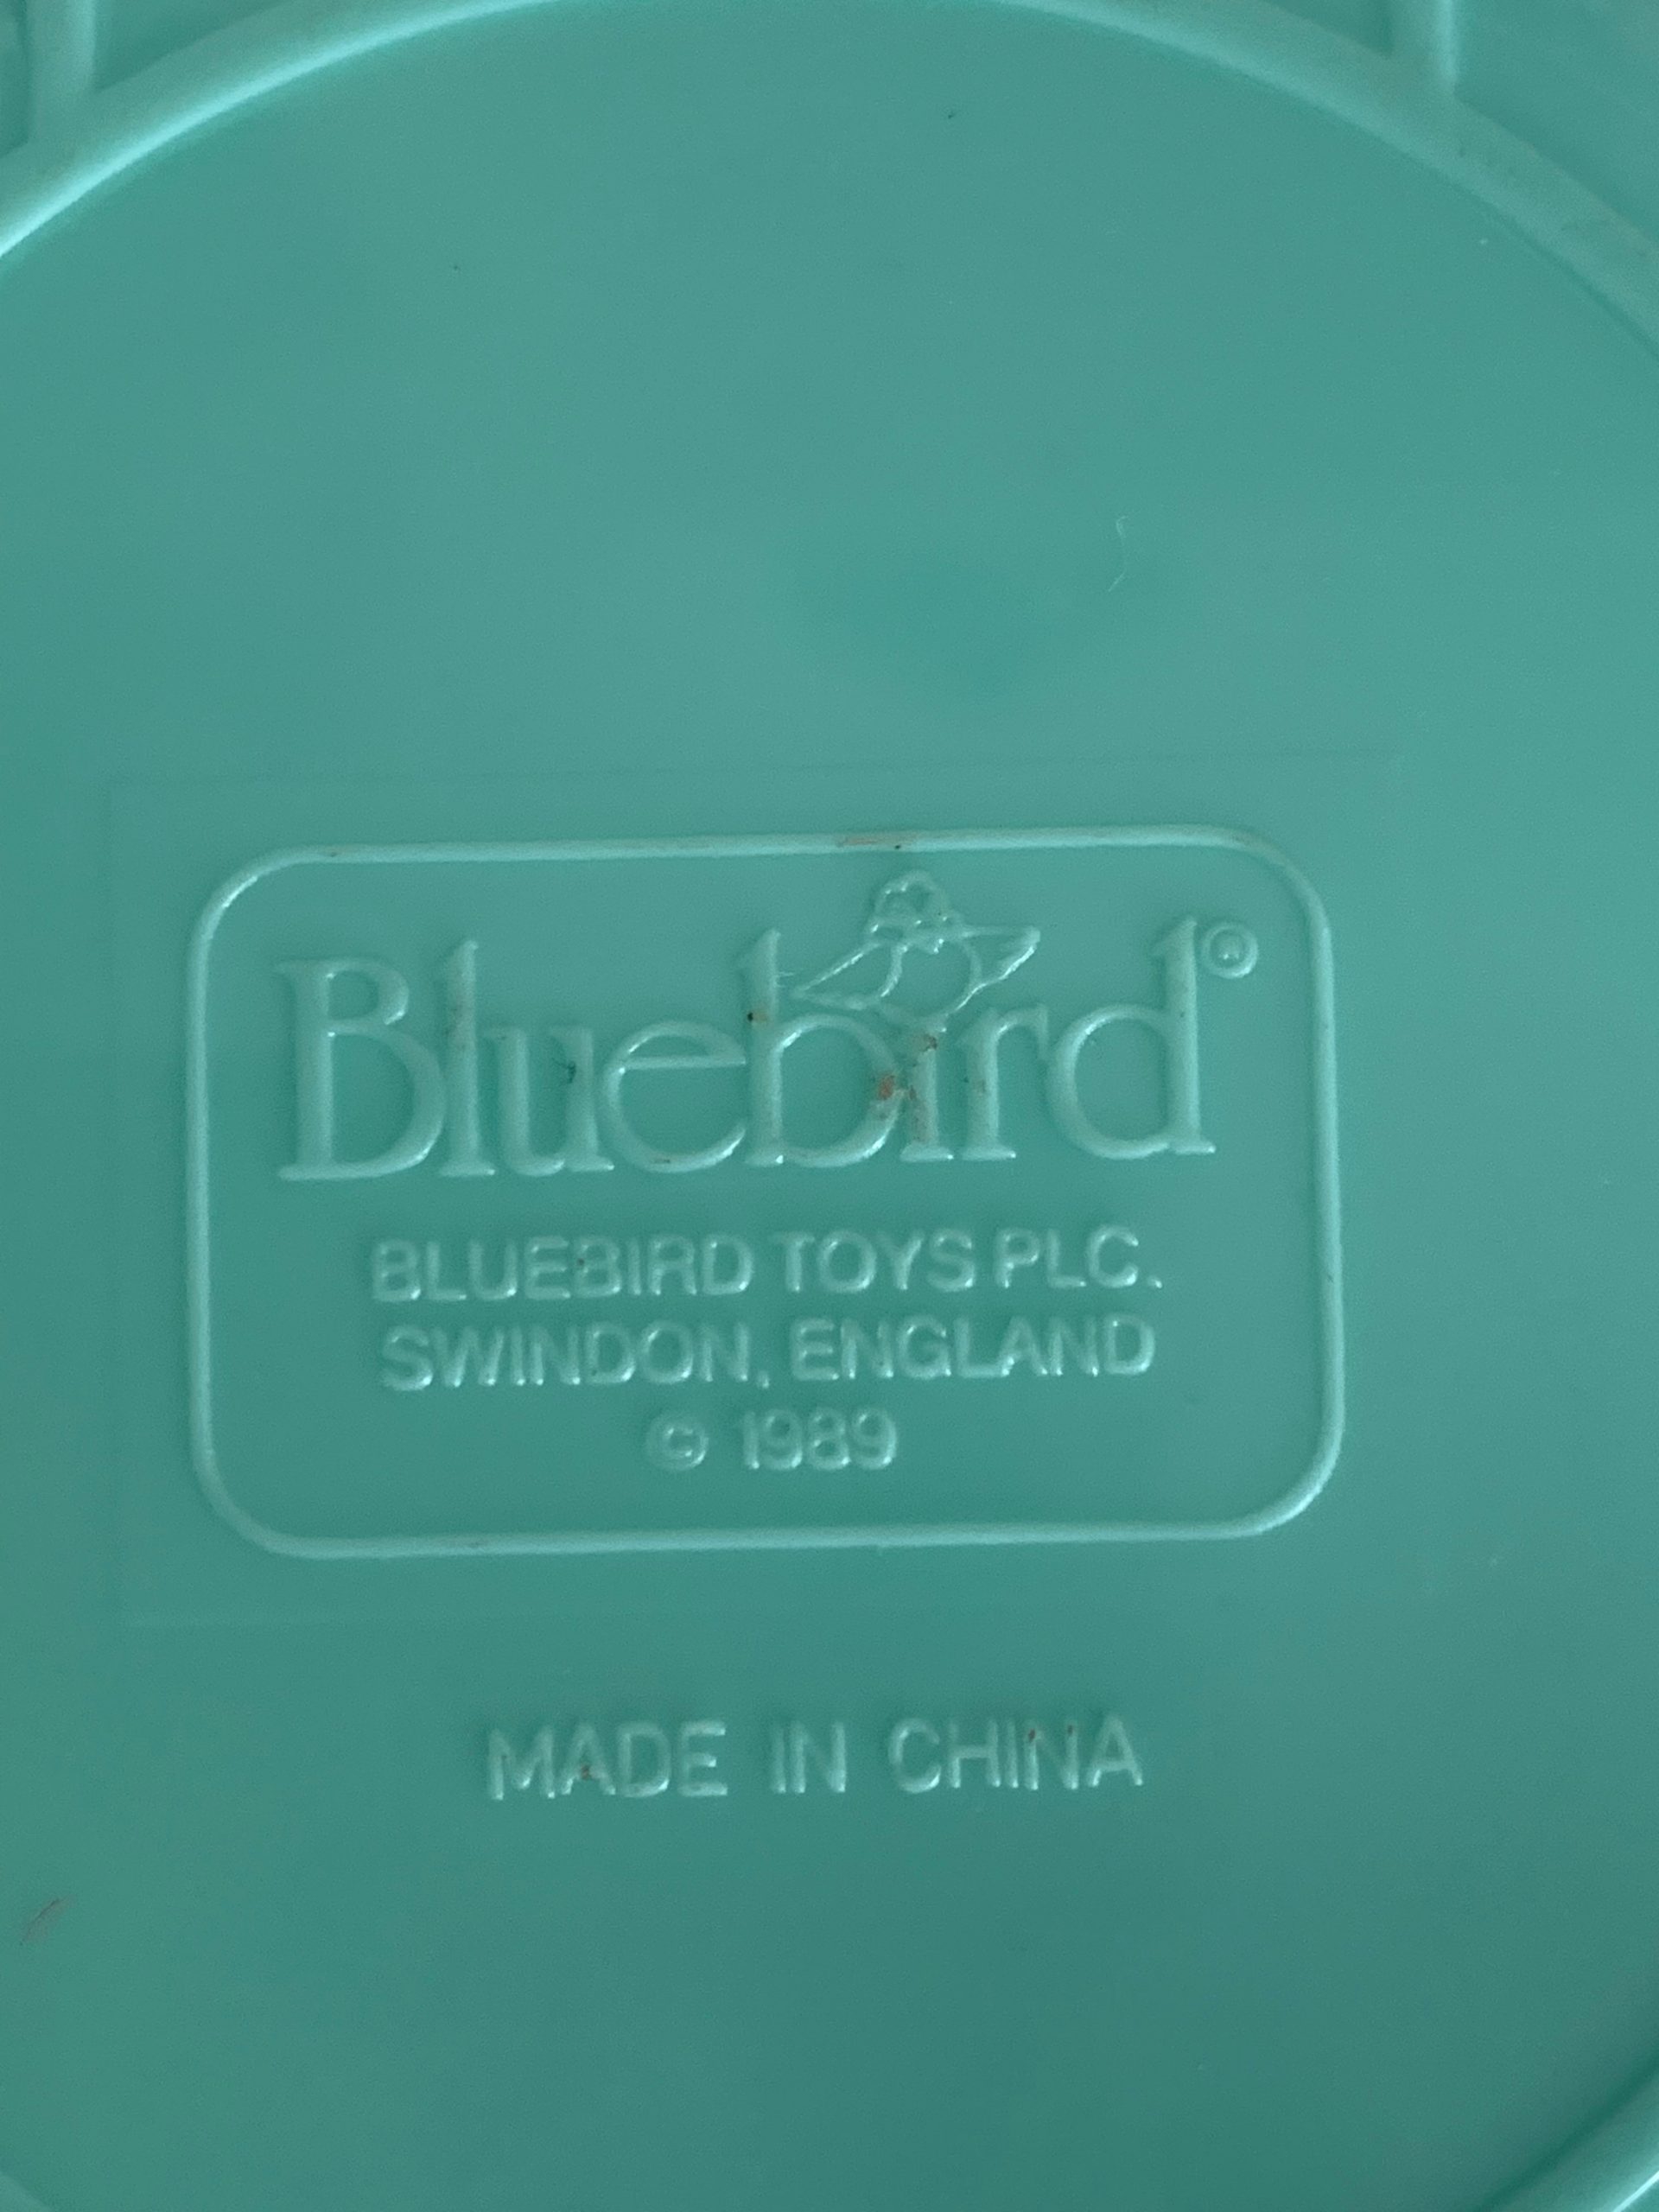 Bluebird®
BLUEBIRD TOYS PLC.
SWINDON, ENGLAND
© 1989
MADE IN CHINA